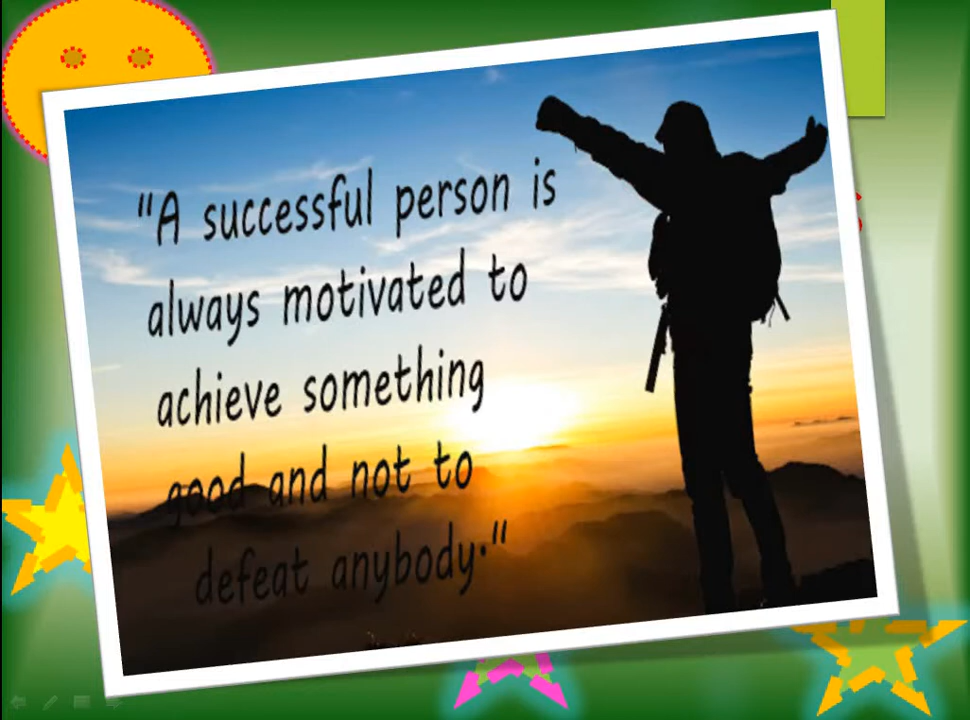 "A successful person is
always motivated to
achieve something
good and not to
defeat anybody."